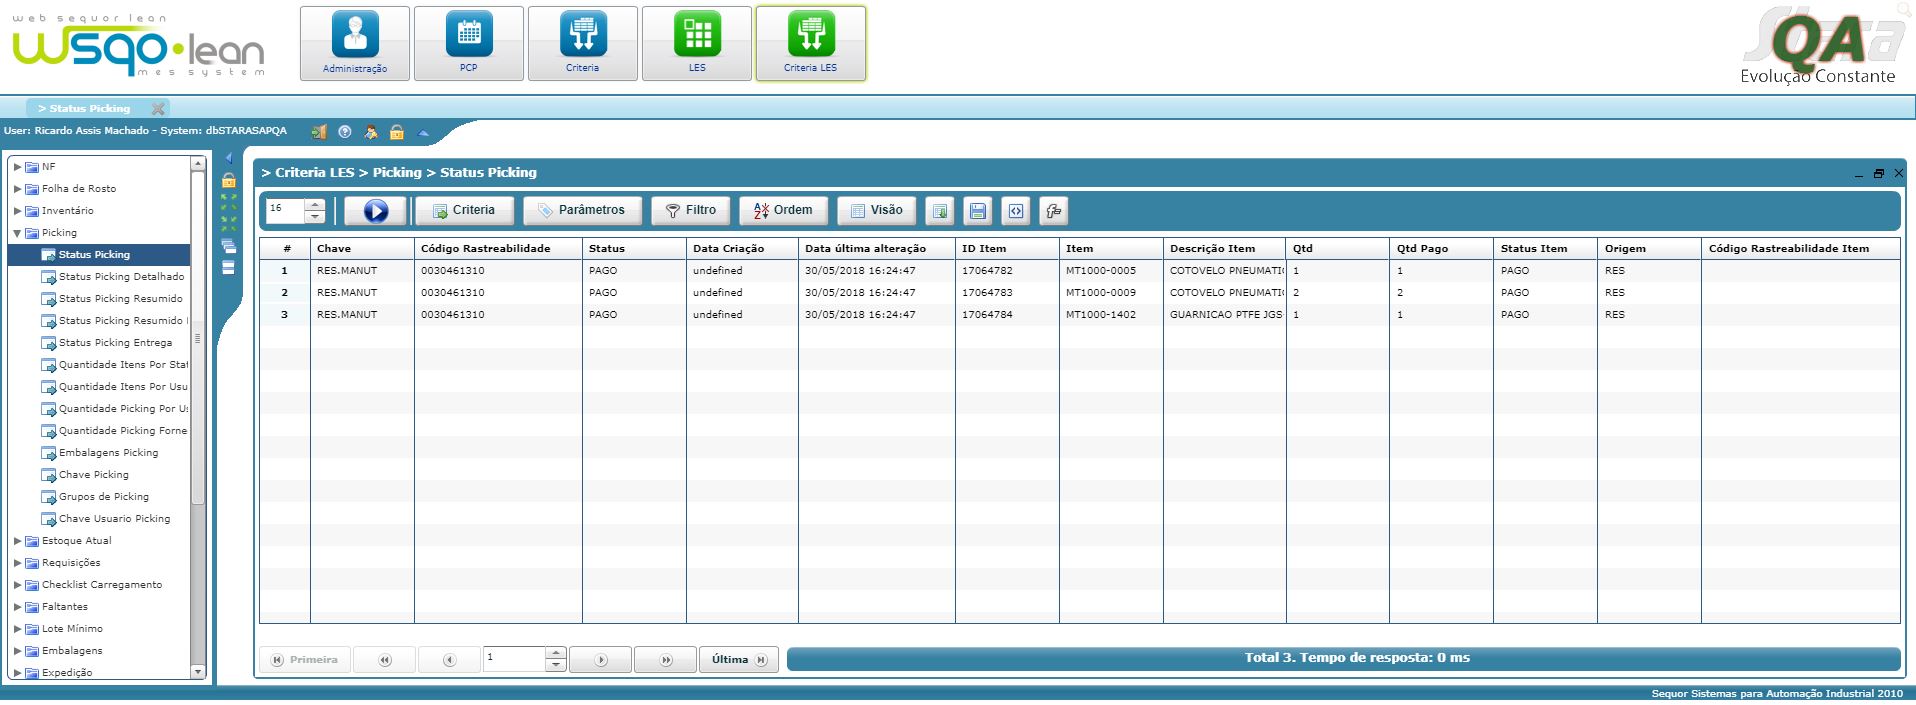 web sequor lean
wsqo•lean
mes system
Administração
PCP
Criteria
LES
Criteria LES
QA
Evolução Constante
> Status Picking
User: Ricardo Assis Machado - System: dbSTARASAPQA
NF
Folha de Rosto
Inventário
Picking
Status Picking
Status Picking Detalhado
Status Picking Resumido
Status Picking Resumido
Status Picking Entrega
Quantidade Itens Por Stat
Quantidade Itens Por Usu
Quantidade Picking Por Us
Quantidade Picking Forne
Embalagens Picking
Chave Picking
Grupos de Picking
Chave Usuario Picking
Estoque Atual
Requisições
Checklist Carregamento
Faltantes
Lote Mínimo
Embalagens
Expedição
> Criteria LES > Picking > Status Picking
16 Criteria Parâmetros Filtro Ordem Visão
# Chave Código Rastreabilidade Status Data Criação Data última alteração ID Item Item Descrição Item Qtd Qtd Pago Status Item Origem Código Rastreabilidade Item
1 RES.MANUT 0030461310 PAGO undefined 30/05/2018 16:24:47 17064782 MT1000-0005 COTOVELO PNEUMATIC 1 1 PAGO RES
2 RES.MANUT 0030461310 PAGO undefined 30/05/2018 16:24:47 17064783 MT1000-0009 COTOVELO PNEUMATIC 2 2 PAGO RES
3 RES.MANUT 0030461310 PAGO undefined 30/05/2018 16:24:47 17064784 MT1000-1402 GUARNICAO PTFE JGS 1 1 PAGO RES
Primeira 1 Última Total 3. Tempo de resposta: 0 ms
Sequor Sistemas para Automação Industrial 2010